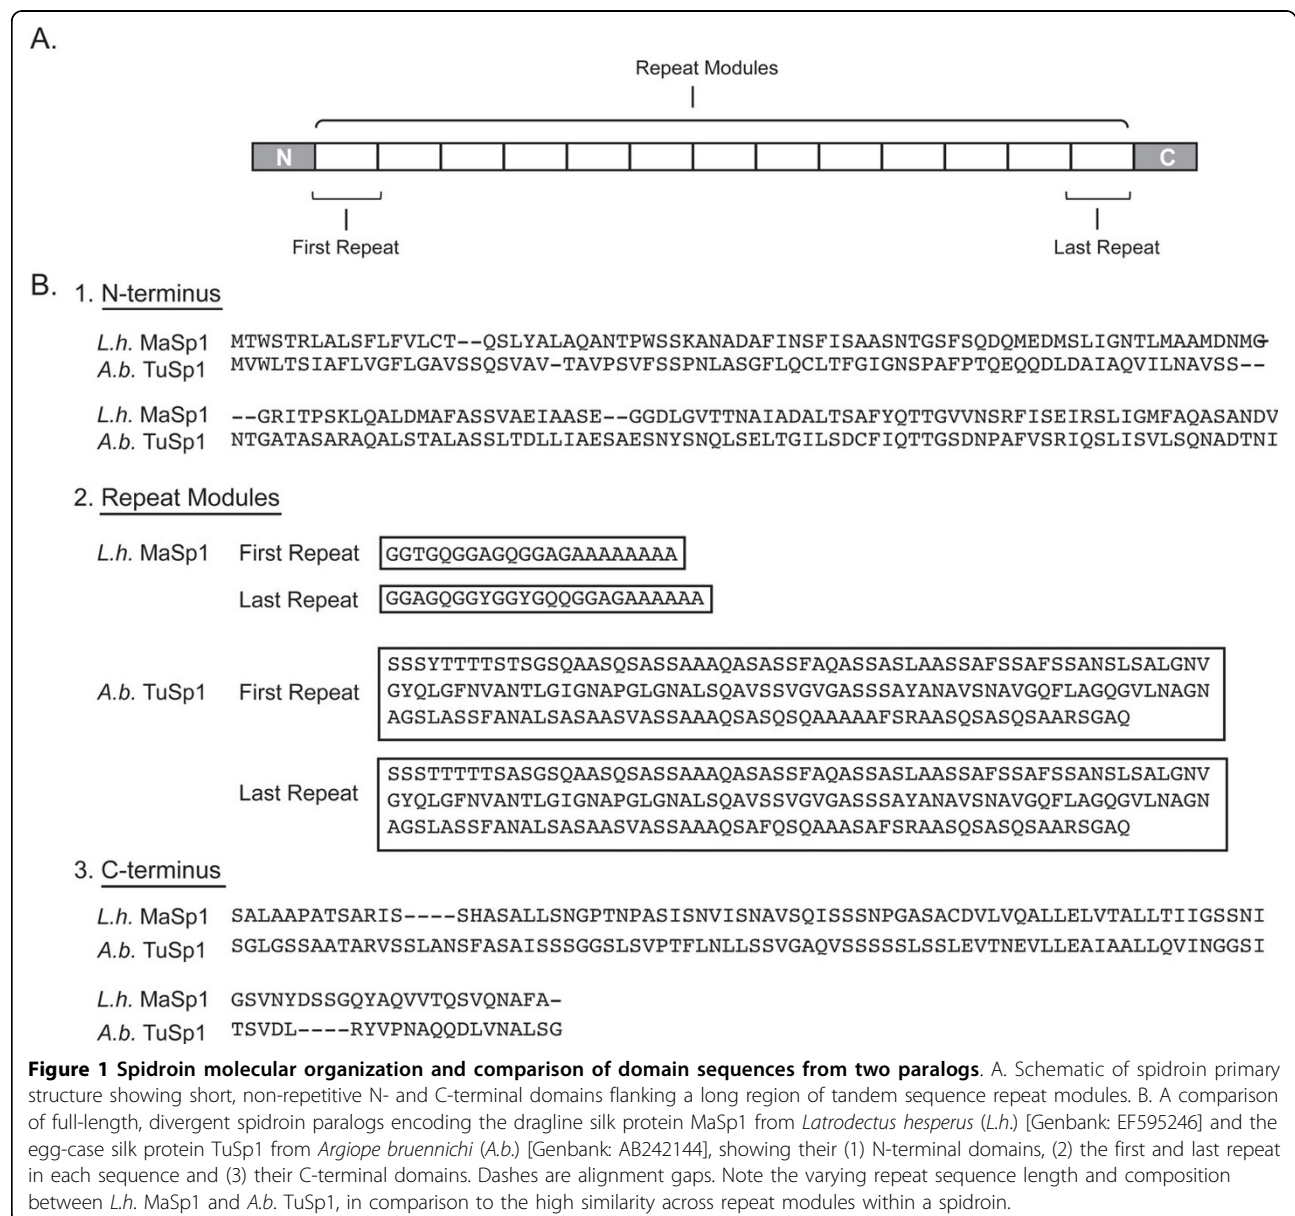 A.
Repeat Modules
N
C
First Repeat
Last Repeat
B.
1. N-terminus
L.h. MaSp1 MTWSTRLALSFLFVLCT--QSLYALAQANTPWSSKANADAFINSFISAASNTGSFSQDQMEDMSLIGNTLMAAMDNMG-
A.b. TuSp1 MVWLTSIAFLVGFLGAVSSQSVAV-TAVPSVFSSPNLASGFLQCLTFGIGNSPAFPTQEQQDLDAIAQVILNAVSS--
L.h. MaSp1 --GRITPSKLQALDMAFASSVAEIAASE--GGDLGVTTNAIADALTSAFYQTTGVVNSRFISEIRSLIGMFAQASANDV
A.b. TuSp1 NTGATASARAQALSTALASSLTDLLIAESAESNYSNQLSELTGILSDCFIQTTGSDNPAFVSRIQSLISVLSQNADTNI
2. Repeat Modules
L.h. MaSp1 First Repeat GGTGQGGAGQGGAGAAAAAAAA
Last Repeat GGAGQGGYGGYGQQGGAGAAAAAA
SSSYTTTTSTSGSQAASQSASSAAAQASASSFAQASSASLAASSAFSSAFSSANSLSALGNV
A.b. TuSp1 First Repeat GYQLGFNVANTLGIGNAPGLGNALSQAVSSVGVGASSSAYANAVSNAVGQFLAGQGVLNAGN
AGSLASSFANALSASAASVASSAAAQSASQSQAAAAAFSRAASQSASQSAARSGAQ
SSSTTTTTSASGSQAASQSASSAAAQASASSFAQASSASLAASSAFSSAFSSANSLSALGNV
Last Repeat GYQLGFNVANTLGIGNAPGLGNALSQAVSSVGVGASSSAYANAVSNAVGQFLAGQGVLNAGN
AGSLASSFANALSASAASVASSAAAQSAFQSQAAASAFSRAASQSASQSAARSGAQ
3. C-terminus
L.h. MaSp1 SALAAPATSARIS----SHASALLSNGPTNPASISNVISNAVSQISSSNPGASACDVLVQALLELVTALLTIIGSSNI
A.b. TuSp1 SGLGSSAATARVSSLANSFASAISSSGGSLSVPTFLNLLSSVGAQVSSSSSLSSLEVTNEVLLEAIAALLQVINGGSI
L.h. MaSp1 GSVNYDSSGQYAQVVTQSVQNAFA-
A.b. TuSp1 TSVDL----RYVPNAQQDLVNALSG
Figure 1 Spidroin molecular organization and comparison of domain sequences from two paralogs. A. Schematic of spidroin primary
structure showing short, non-repetitive N- and C-terminal domains flanking a long region of tandem sequence repeat modules. B. A comparison
of full-length, divergent spidroin paralogs encoding the dragline silk protein MaSp1 from Latrodectus hesperus (L.h.) [Genbank: EF595246] and the
egg-case silk protein TuSp1 from Argiope bruennichi (A.b.) [Genbank: AB242144], showing their (1) N-terminal domains, (2) the first and last repeat
in each sequence and (3) their C-terminal domains. Dashes are alignment gaps. Note the varying repeat sequence length and composition
between L.h. MaSp1 and A.b. TuSp1, in comparison to the high similarity across repeat modules within a spidroin.